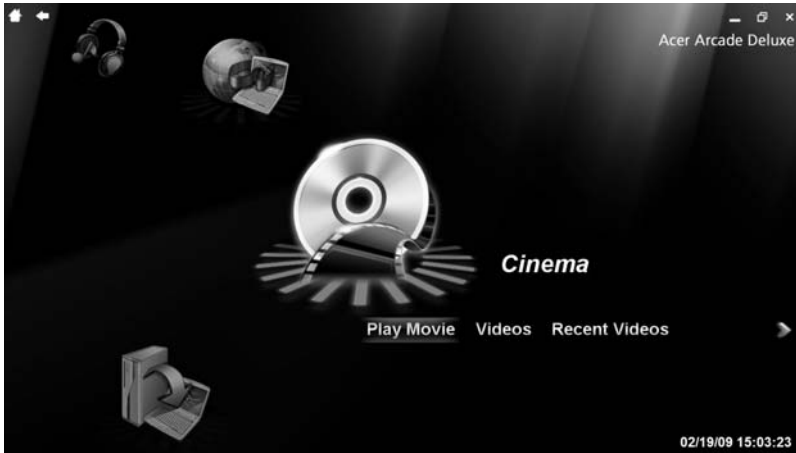 Acer Arcade Deluxe
Cinema
Play Movie Videos Recent Videos
02/19/09 15:03:23